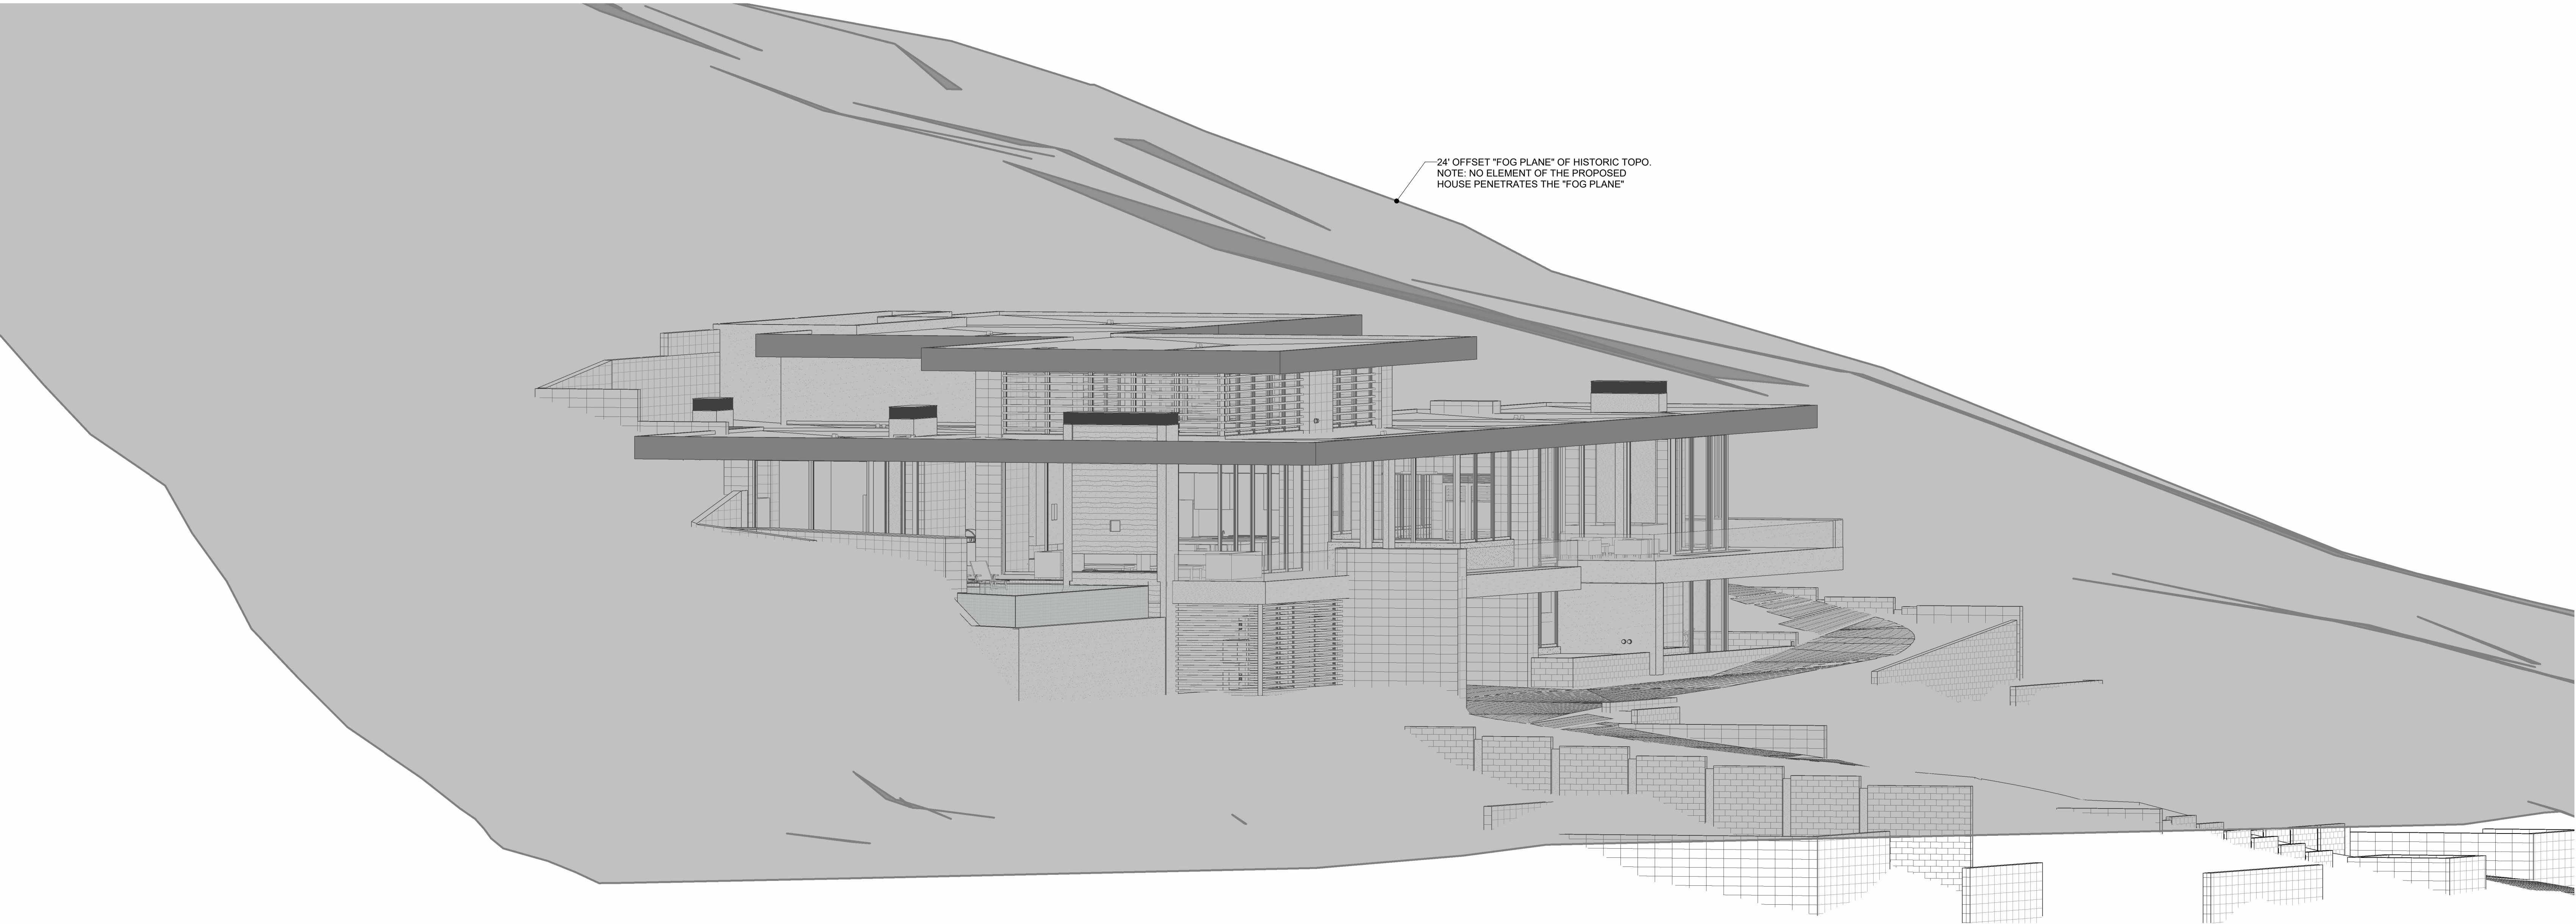 24' OFFSET "FOG PLANE" OF HISTORIC TOPO.
NOTE: NO ELEMENT OF THE PROPOSED
HOUSE PENETRATES THE "FOG PLANE"